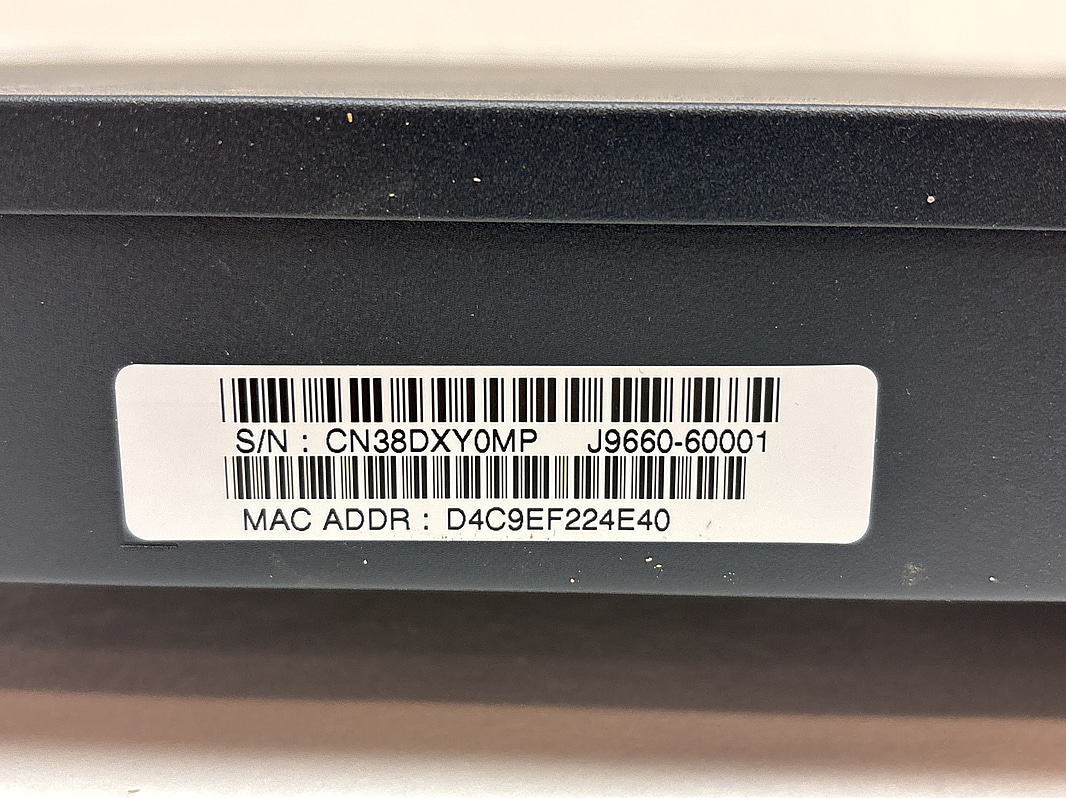 S/N : CN38DXY0MP J9660-60001
MAC ADDR : D4C9EF224E40